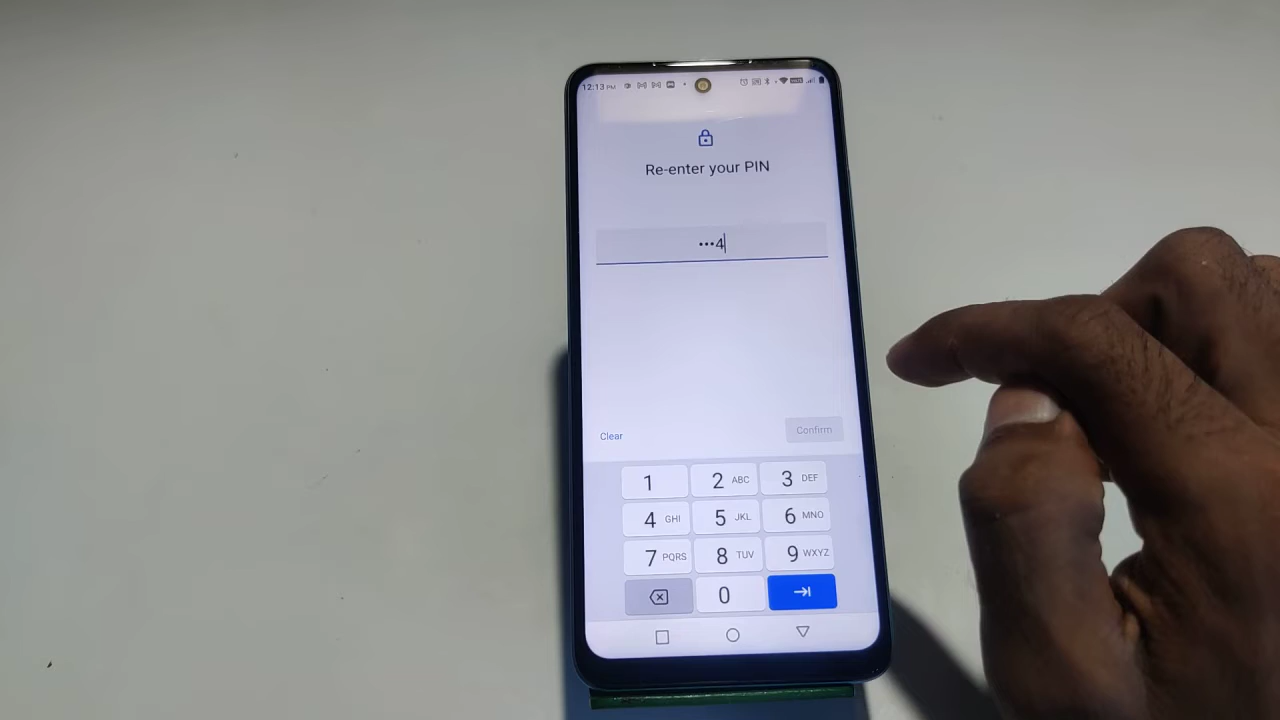 12:13 PM
Re-enter your PIN
•••4
Clear
Confirm
1
2 ABC
3 DEF
4 GHI
5 JKL
6 MNO
7 PQRS
8 TUV
9 WXYZ
0